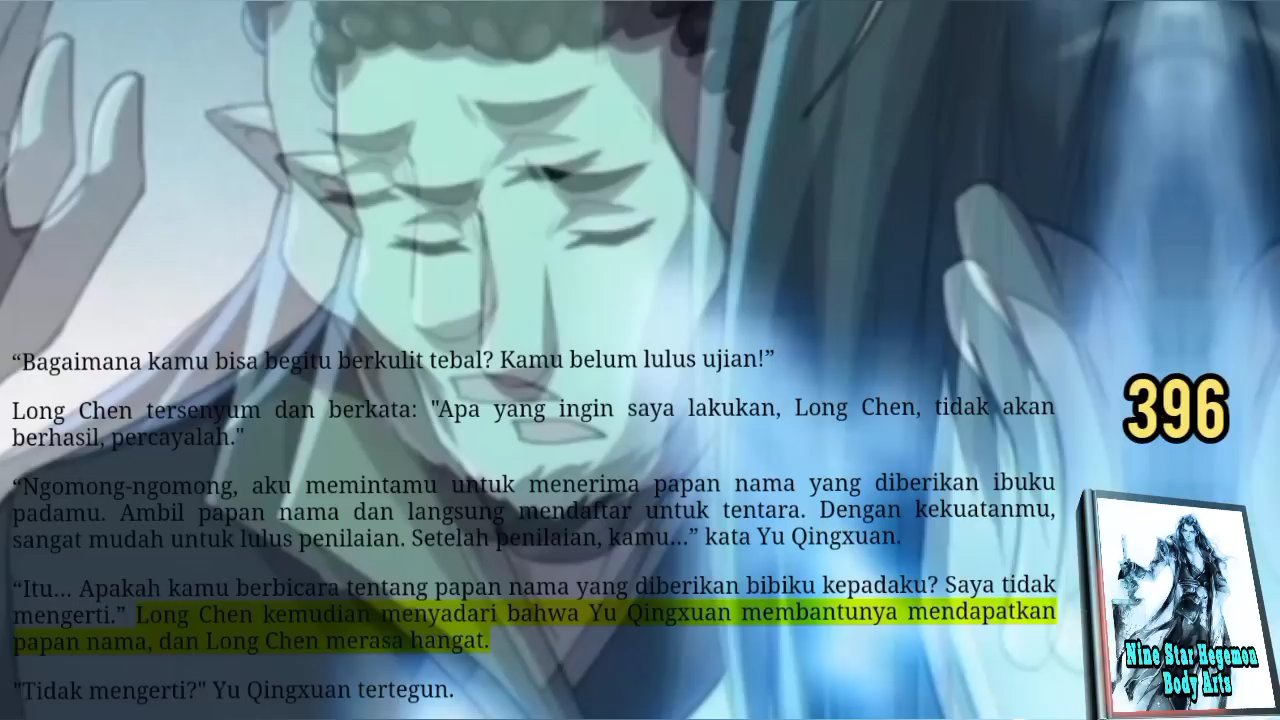 “Bagaimana kamu bisa begitu berkulit tebal? Kamu belum lulus ujian!”
Long Chen tersenyum dan berkata: "Apa yang ingin saya lakukan, Long Chen, tidak akan
berhasil, percayalah."
“Ngomong-ngomong, aku memintamu untuk menerima papan nama yang diberikan ibuku
padamu. Ambil papan nama dan langsung mendaftar untuk tentara. Dengan kekuatanmu,
sangat mudah untuk lulus penilaian. Setelah penilaian, kamu...” kata Yu Qingxuan.
“Itu... Apakah kamu berbicara tentang papan nama yang diberikan bibiku kepadaku? Saya tidak
mengerti.” Long Chen kemudian menyadari bahwa Yu Qingxuan membantunya mendapatkan
papan nama, dan Long Chen merasa hangat.
"Tidak mengerti?" Yu Qingxuan tertegun.
396
Nine Star Hegemon
Body Arts